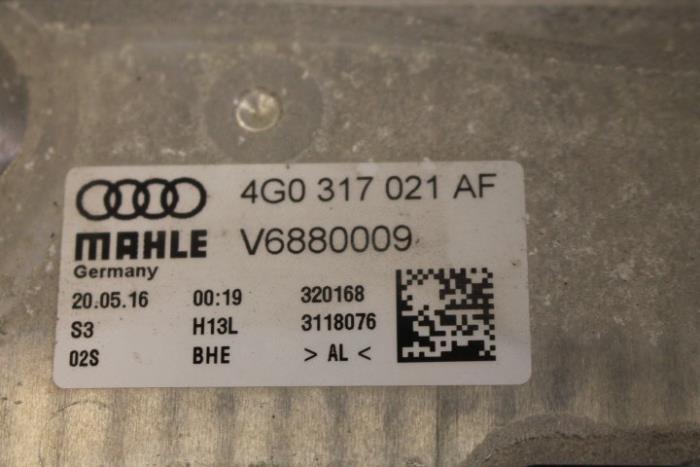 4G0 317 021 AF
MAHLE V6880009
Germany
20.05.16 00:19 320168
S3 H13L 3118076
02S BHE > AL <